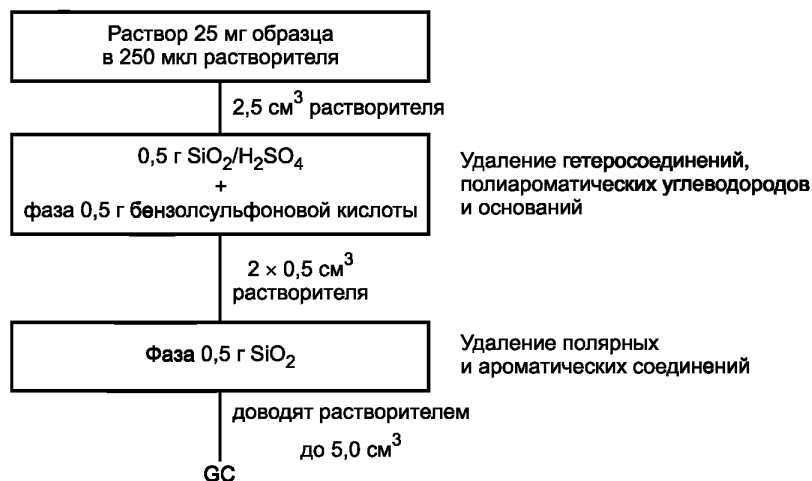 Раствор 25 мг образца
в 250 мкл растворителя
2,5 см³ растворителя
0,5 г SiO₂/H₂SO₄
+
фаза 0,5 г бензолсульфоновой кислоты
Удаление гетеросоединений,
полиароматических углеводородов
и оснований
2 × 0,5 см³
растворителя
Фаза 0,5 г SiO₂
Удаление полярных
и ароматических соединений
доводят растворителем
до 5,0 см³
GC